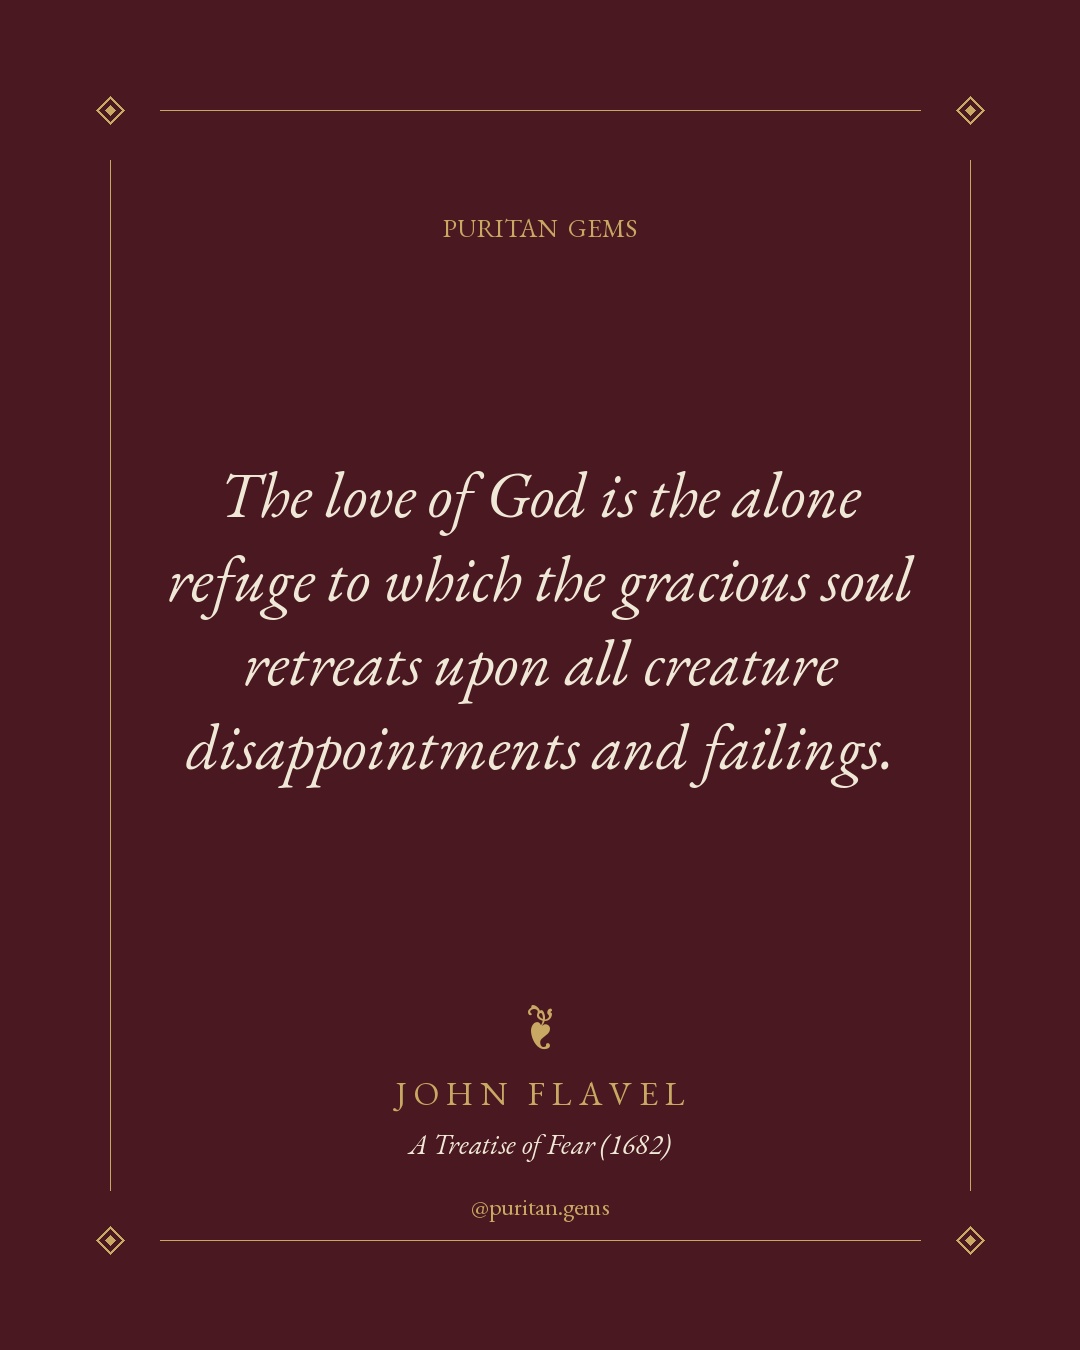 PURITAN GEMS
The love of God is the alone
refuge to which the gracious soul
retreats upon all creature
disappointments and failings.
JOHN FLAVEL
A Treatise of Fear (1682)
@puritan.gems